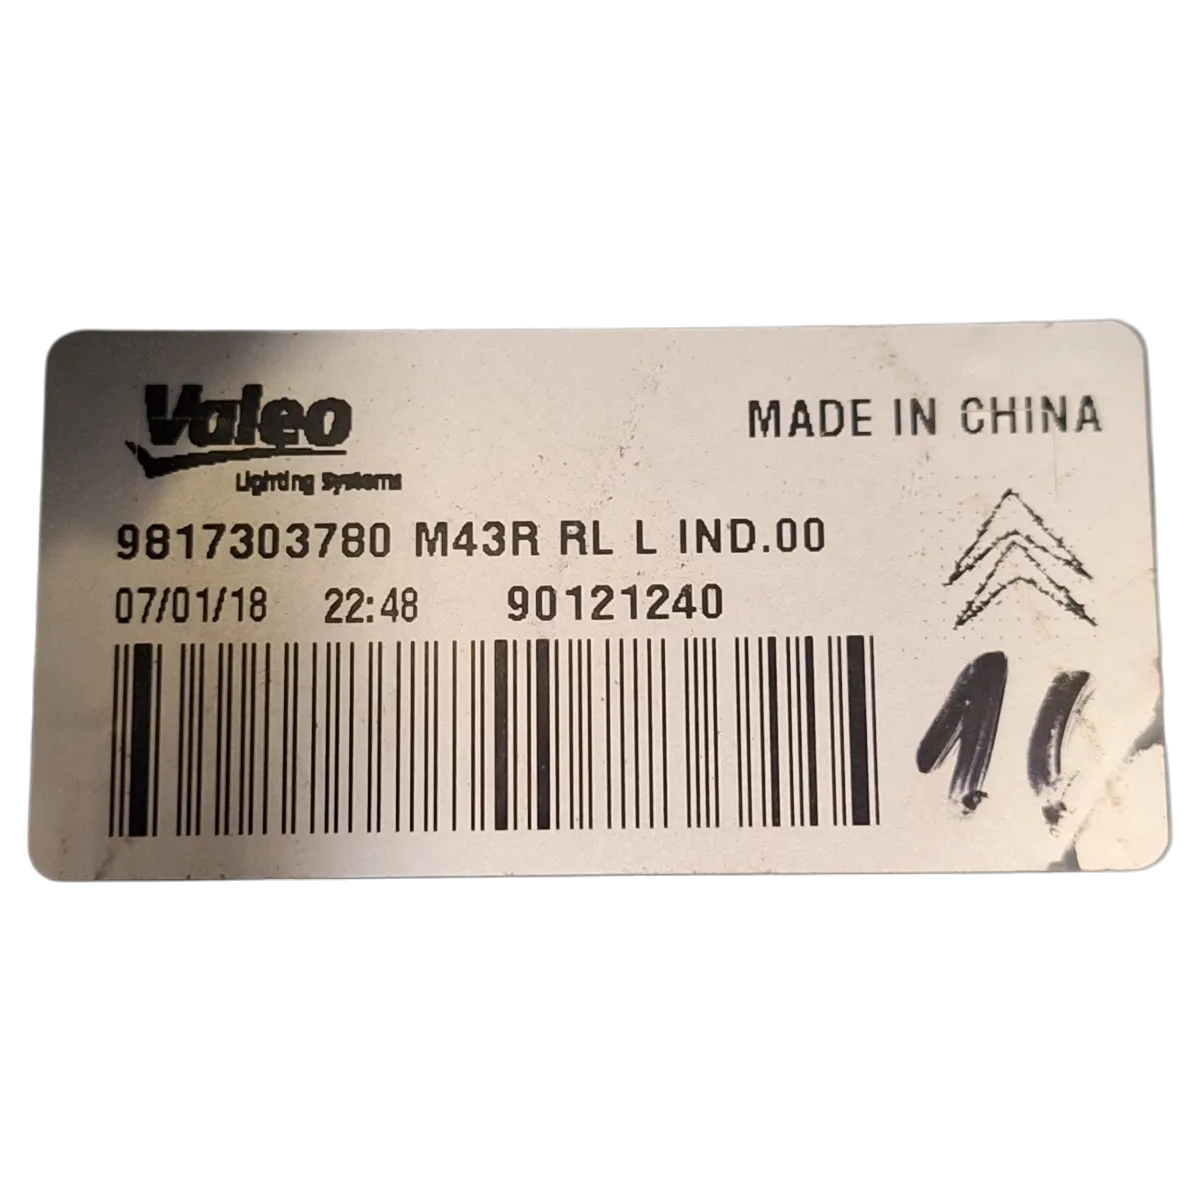 Valeo
Lighting Systems
MADE IN CHINA
9817303780 M43R RL L IND.00
07/01/18 22:48 90121240